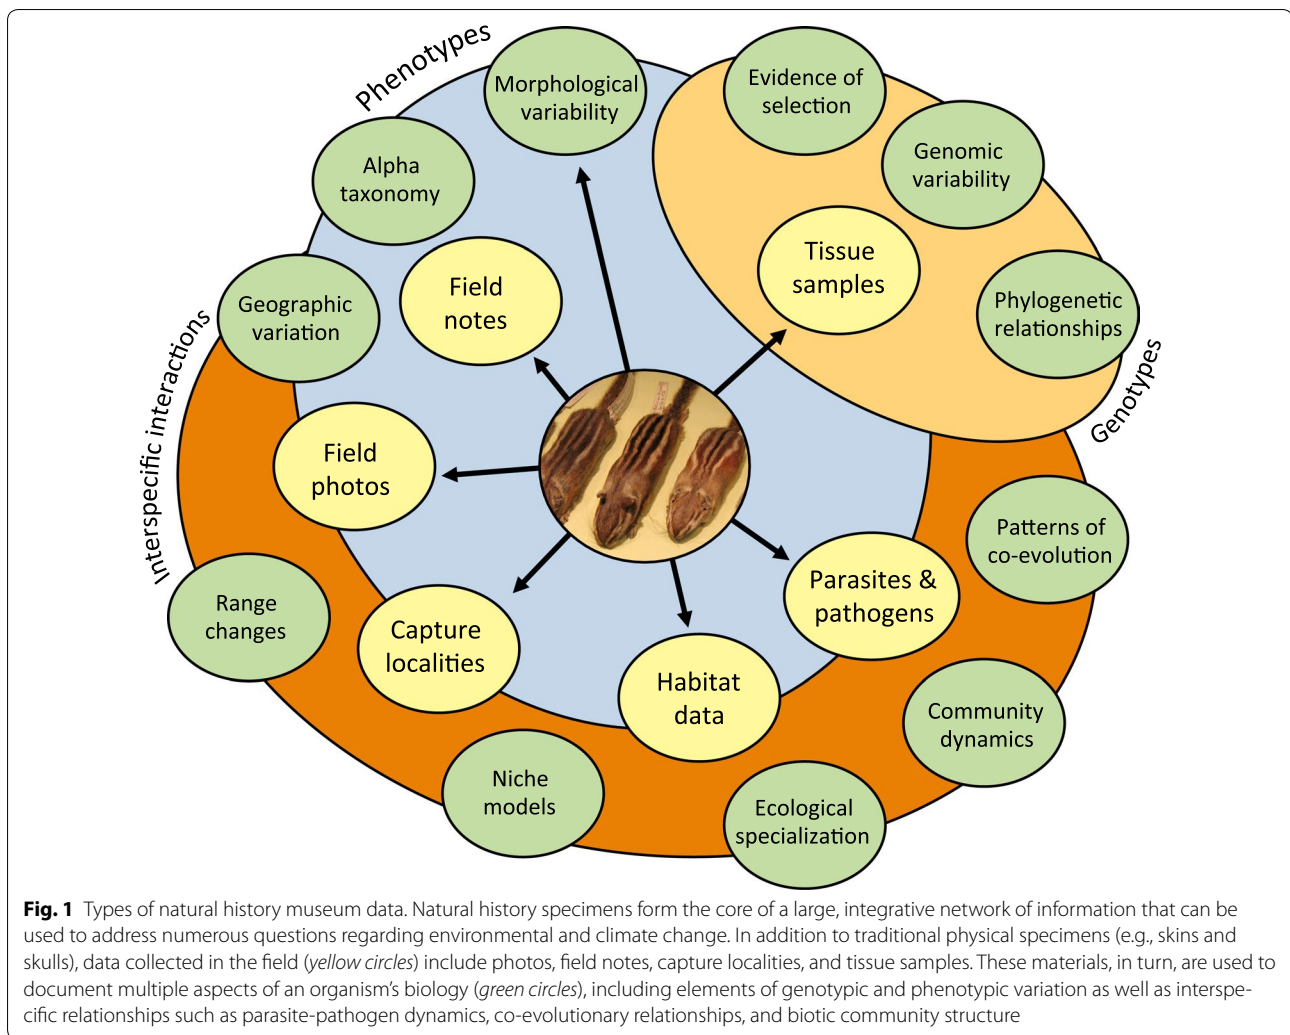 Phenotypes
Morphological
variability
Evidence of
selection
Alpha
taxonomy
Genomic
variability
Field
notes
Tissue
samples
Geographic
variation
Phylogenetic
relationships
Interspecific interactions
Genotypes
Field
photos
Patterns of
co-evolution
Parasites &
pathogens
Range
changes
Capture
localities
Habitat
data
Community
dynamics
Niche
models
Ecological
specialization
Fig. 1 Types of natural history museum data. Natural history specimens form the core of a large, integrative network of information that can be
used to address numerous questions regarding environmental and climate change. In addition to traditional physical specimens (e.g., skins and
skulls), data collected in the field (yellow circles) include photos, field notes, capture localities, and tissue samples. These materials, in turn, are used to
document multiple aspects of an organism's biology (green circles), including elements of genotypic and phenotypic variation as well as interspe-
cific relationships such as parasite-pathogen dynamics, co-evolutionary relationships, and biotic community structure